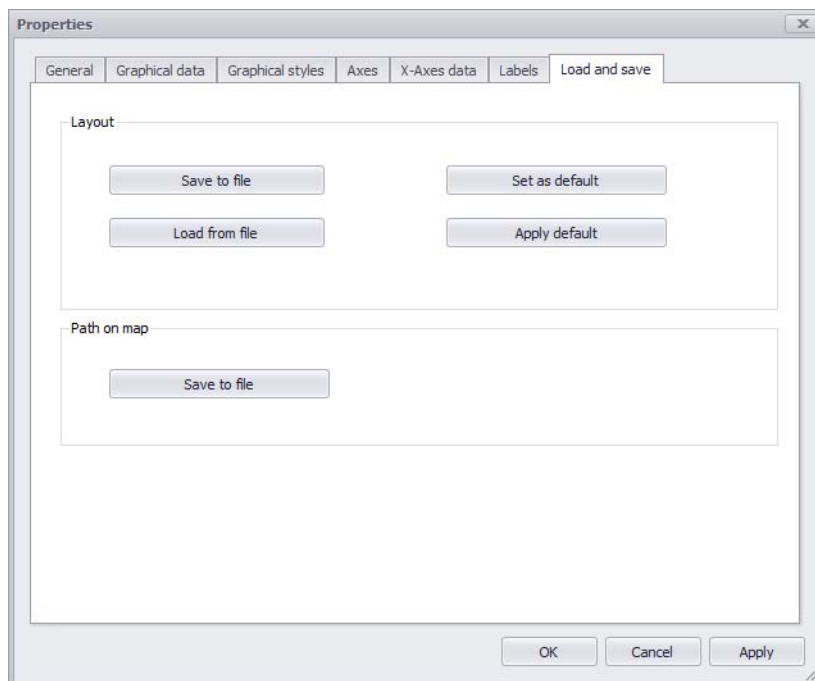 Properties
General Graphical data Graphical styles Axes X-Axes data Labels Load and save
Layout
Save to file Set as default
Load from file Apply default
Path on map
Save to file
OK Cancel Apply